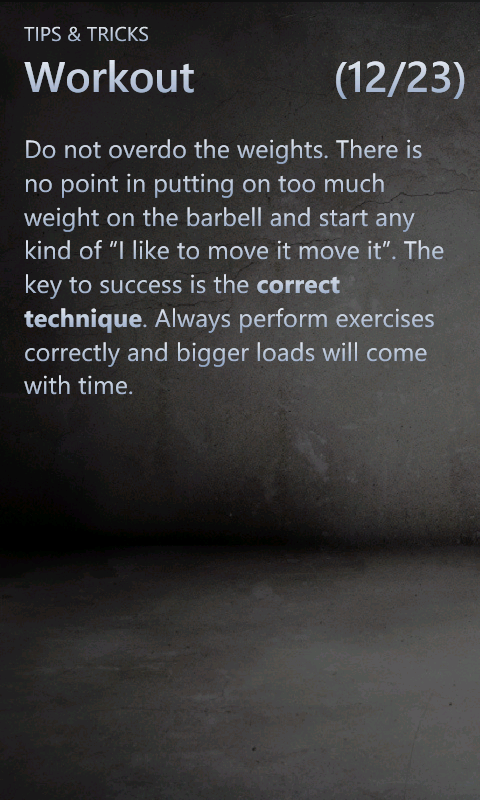 TIPS & TRICKS
Workout (12/23)
Do not overdo the weights. There is
no point in putting on too much
weight on the barbell and start any
kind of “I like to move it move it”. The
key to success is the correct
technique. Always perform exercises
correctly and bigger loads will come
with time.